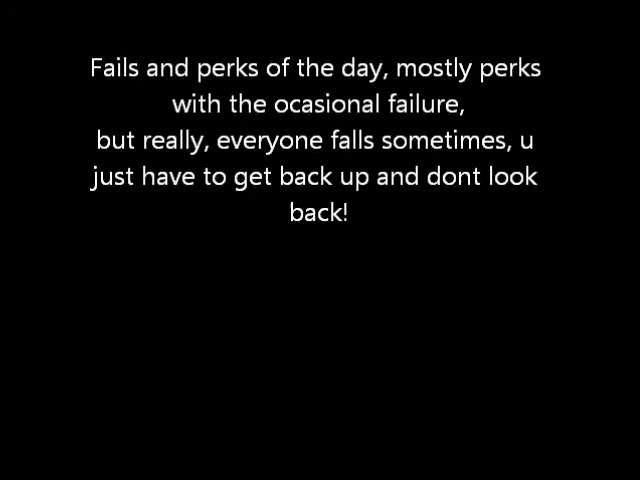 Fails and perks of the day, mostly perks
with the ocasional failure,
but really, everyone falls sometimes, u
just have to get back up and dont look
back!